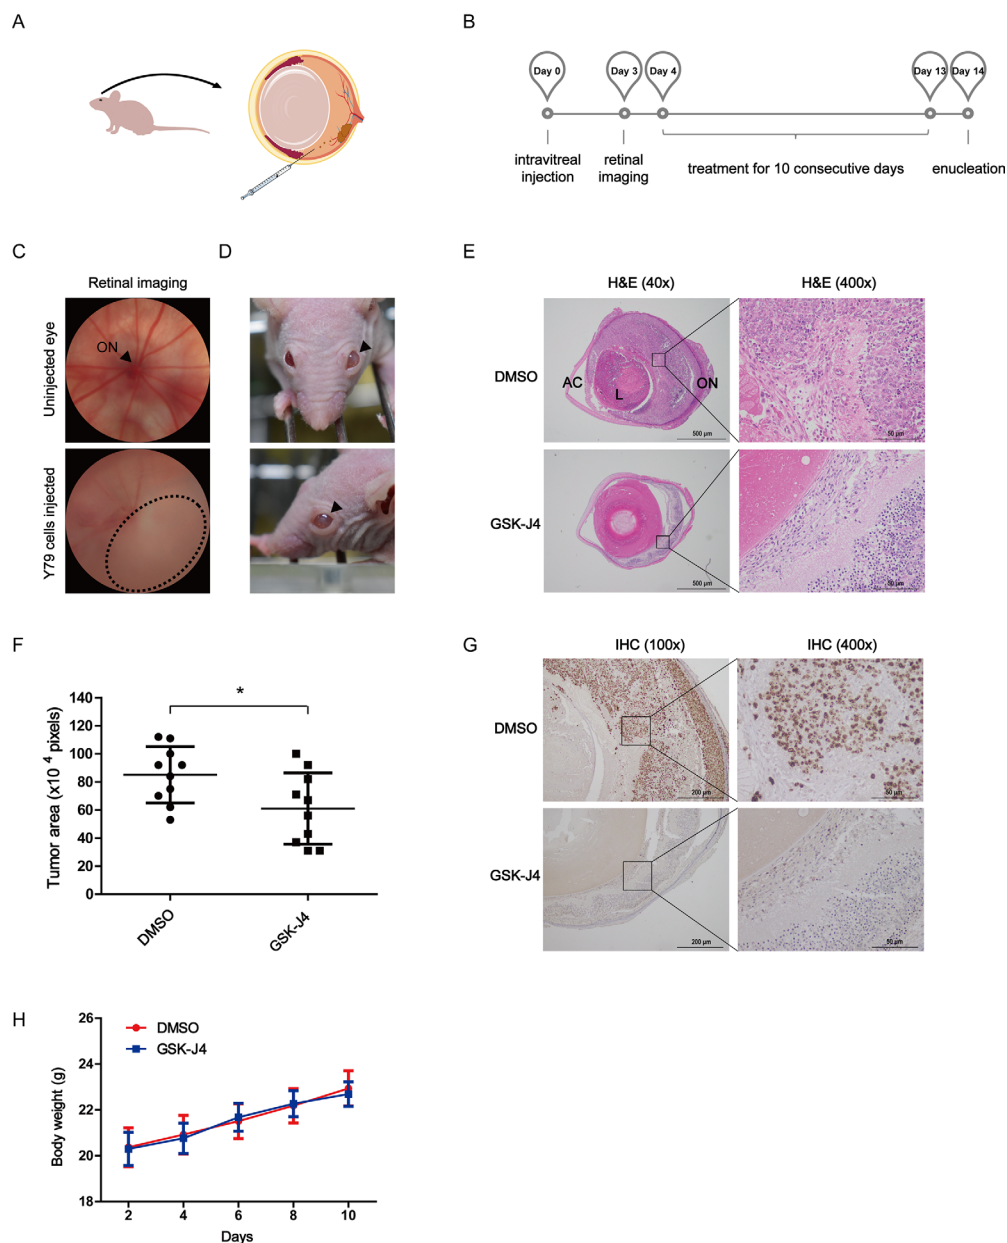 A
B
Day 0
Day 3
Day 4
Day 13
Day 14
intravitreal
injection
retinal
imaging
treatment for 10 consecutive days
enucleation
C
D
E
Retinal imaging
Uninjected eye
ON
Y79 cells injected
H&E (40x)
H&E (400x)
DMSO
AC
L
ON
500 μm
50 μm
GSK-J4
500 μm
50 μm
F
*
Tumor area (x10 4 pixels)
140
120
100
80
60
40
20
0
DMSO
GSK-J4
G
IHC (100x)
IHC (400x)
DMSO
200 μm
50 μm
GSK-J4
200 μm
50 μm
H
DMSO
GSK-J4
Body weight (g)
26
24
22
20
18
2
4
6
8
10
Days